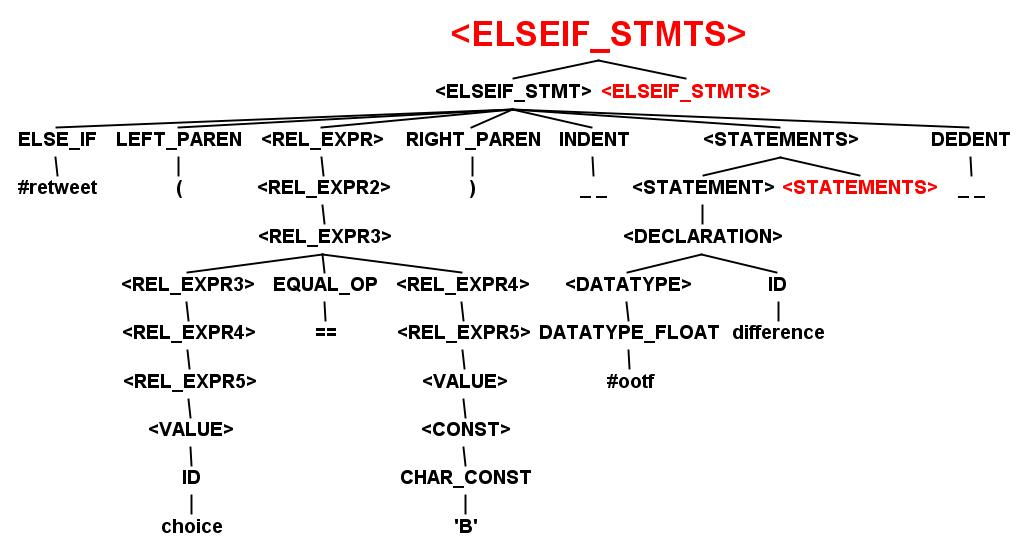 <ELSEIF_STMTS>
<ELSEIF_STMT> <ELSEIF_STMTS>
ELSE_IF LEFT_PAREN <REL_EXPR> RIGHT_PAREN INDENT <STATEMENTS> DEDENT
#retweet ( <REL_EXPR2> ) _ _ <STATEMENT> <STATEMENTS> _ _
<REL_EXPR3> <DECLARATION>
<REL_EXPR3> EQUAL_OP <REL_EXPR4> <DATATYPE> ID
<REL_EXPR4> == <REL_EXPR5> DATATYPE_FLOAT difference
<REL_EXPR5> <VALUE> #ootf
<VALUE> <CONST>
ID CHAR_CONST
choice 'B'